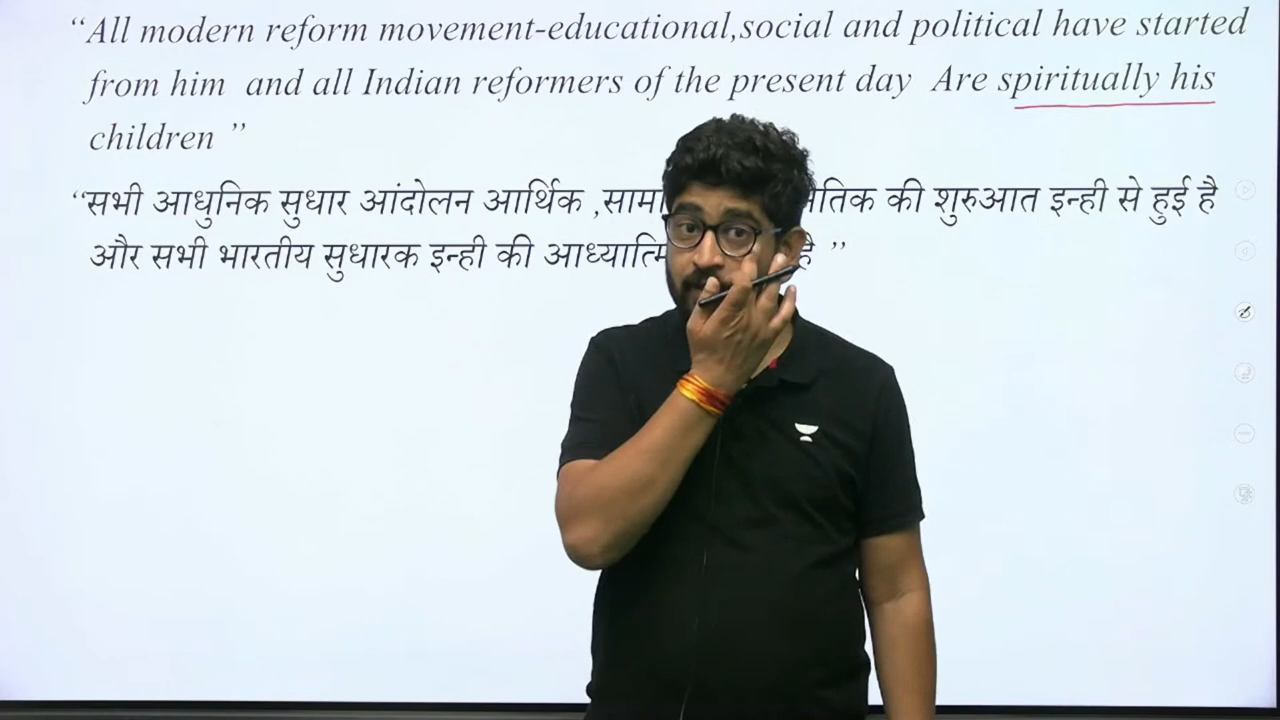 “All modern reform movement-educational,social and political have started
from him and all Indian reformers of the present day Are spiritually his
children ”
“सभी आधुनिक सुधार आंदोलन आर्थिक ,सामा की शुरुआत इन्ही से हुई है
और सभी भारतीय सुधारक इन्ही की है ”